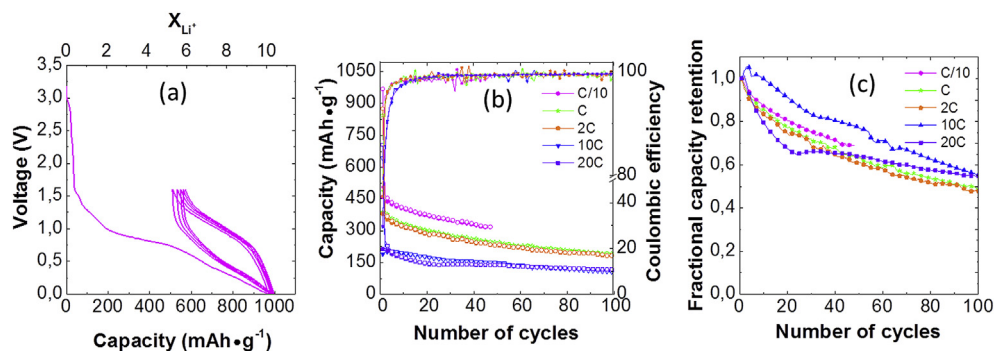 X Li+
0 2 4 6 8 10
3,5
3,0
2,5
2,0
1,5
1,0
0,5
0,0
Voltage (V)
(a)
0 200 400 600 800 1000
Capacity (mAh•g-1)
1050
900
750
600
450
300
150
0
Capacity (mAh•g-1)
(b)
C/10
C
2C
10C
20C
100
80
40
20
0
Coulombic efficiency
0 20 40 60 80 100
Number of cycles
1,0
0,8
0,6
0,4
0,2
0,0
Fractional capacity retention
(c)
C/10
C
2C
10C
20C
0 20 40 60 80 100
Number of cycles